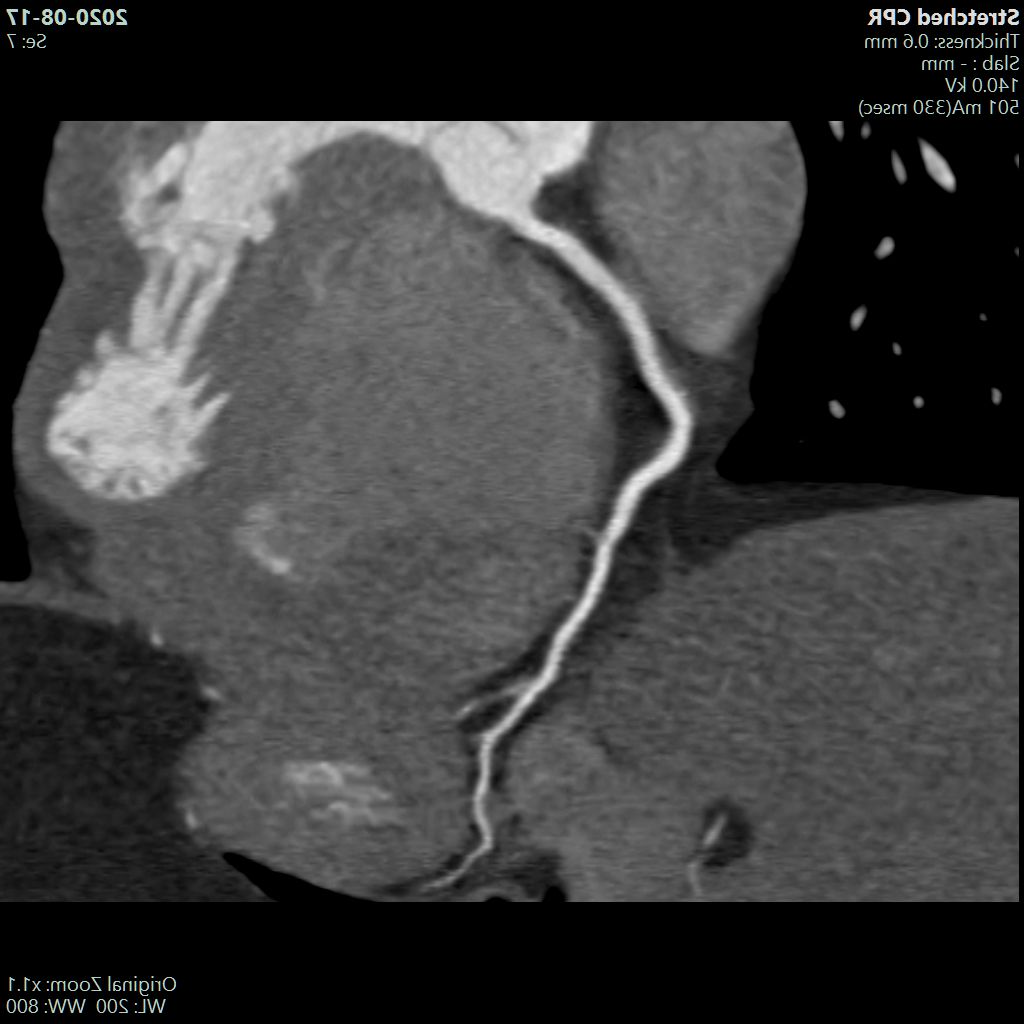 Stretched CPR
Thickness: 0.6 mm
Slab : - mm
140.0 kV
501 mA(330 msec)
2020-08-17
Se: 7
Original Zoom: x1.1
WL: 200 WW: 800